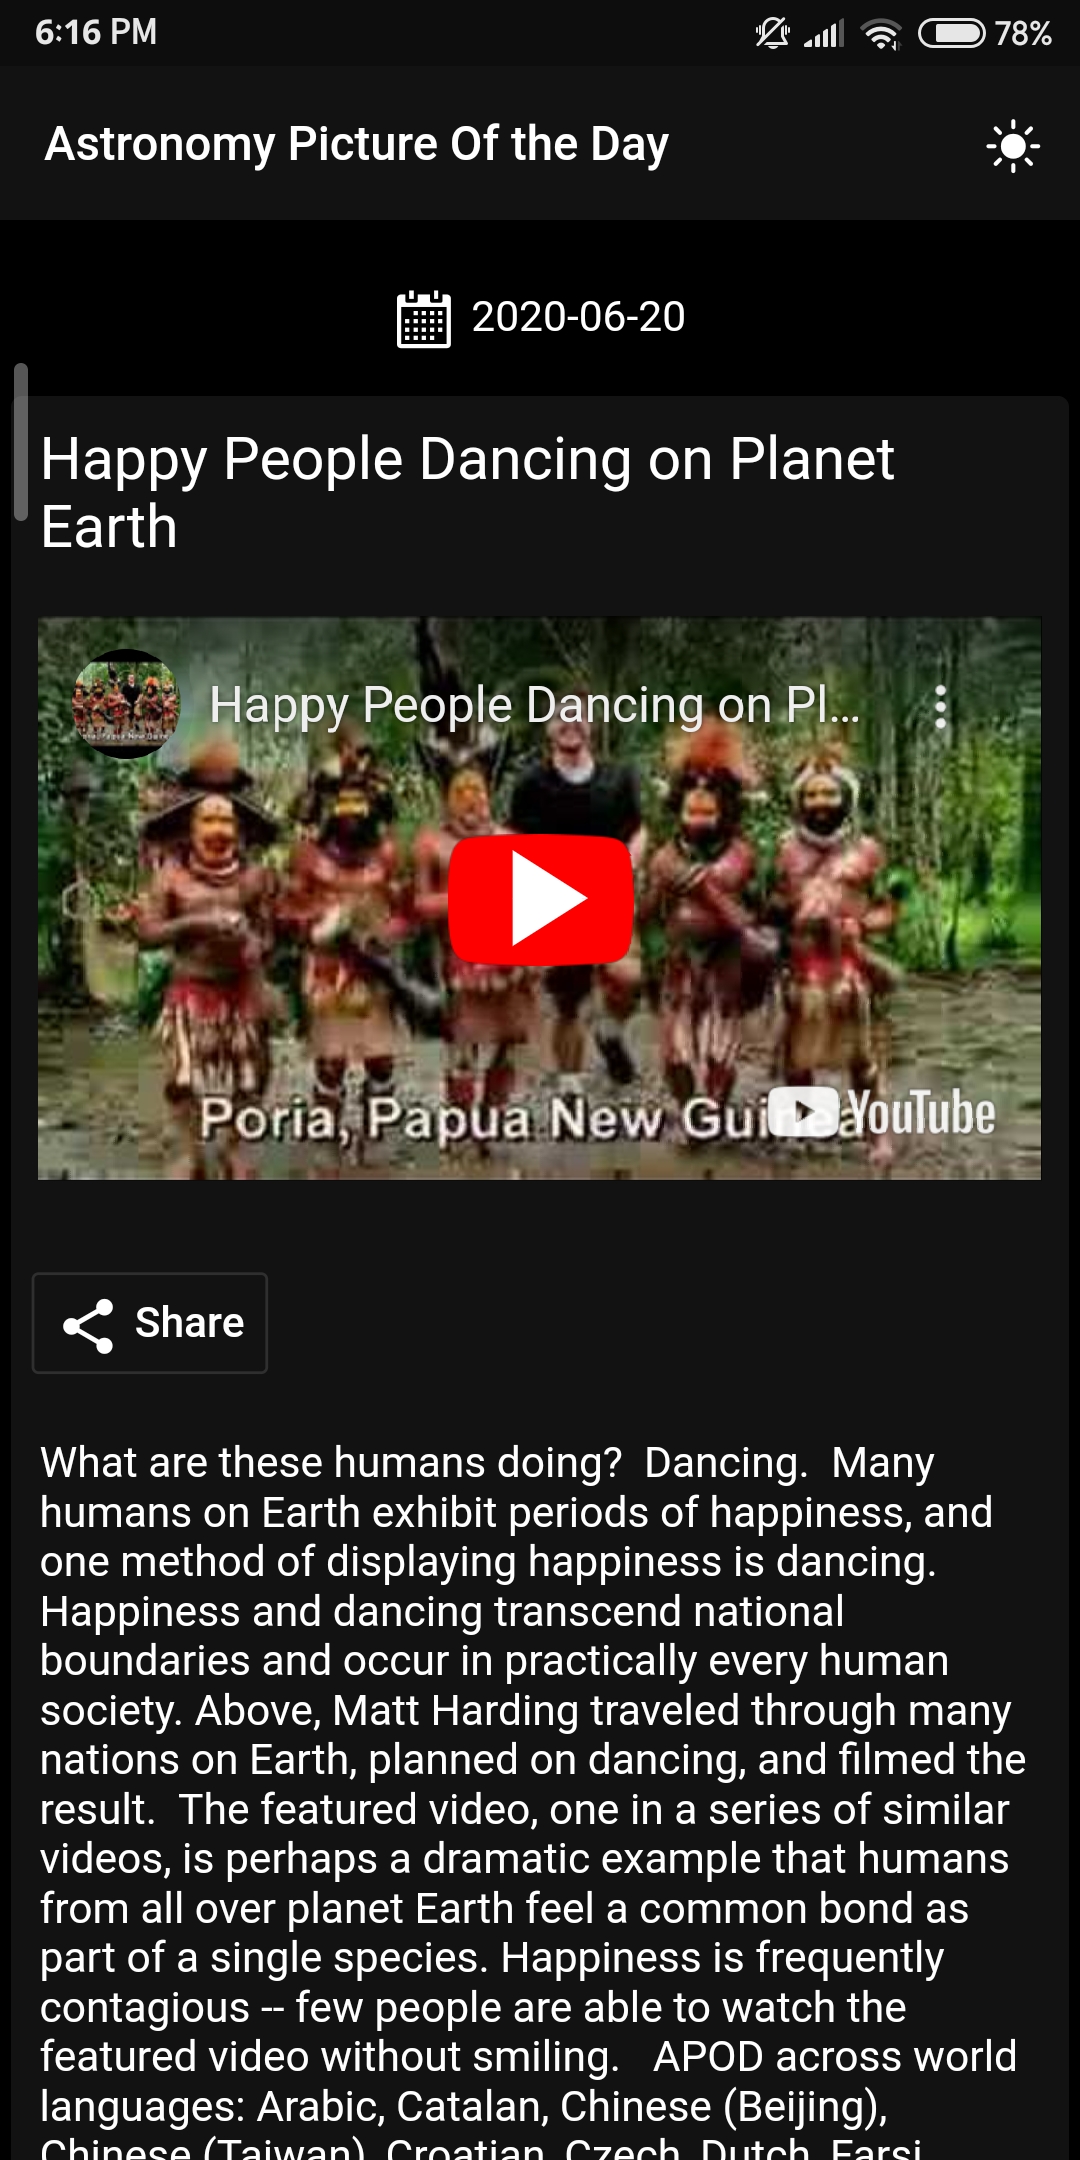 6:16 PM
78%
Astronomy Picture Of the Day
2020-06-20
Happy People Dancing on Planet
Earth
Happy People Dancing on Pl...
Poria, Papua New Guinea
YouTube
Share
What are these humans doing?  Dancing.  Many
humans on Earth exhibit periods of happiness, and
one method of displaying happiness is dancing.
Happiness and dancing transcend national
boundaries and occur in practically every human
society. Above, Matt Harding traveled through many
nations on Earth, planned on dancing, and filmed the
result.  The featured video, one in a series of similar
videos, is perhaps a dramatic example that humans
from all over planet Earth feel a common bond as
part of a single species. Happiness is frequently
contagious -- few people are able to watch the
featured video without smiling.   APOD across world
languages: Arabic, Catalan, Chinese (Beijing),
Chinese (Taiwan), Croatian, Czech, Dutch, Farsi,